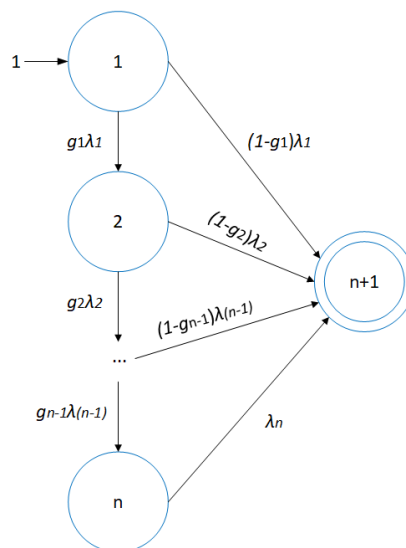 1
1
g1λ1
(1-g1)λ1
2
(1-g2)λ2
n+1
g2λ2
(1-gn-1)λ(n-1)
...
gn-1λ(n-1)
λn
n